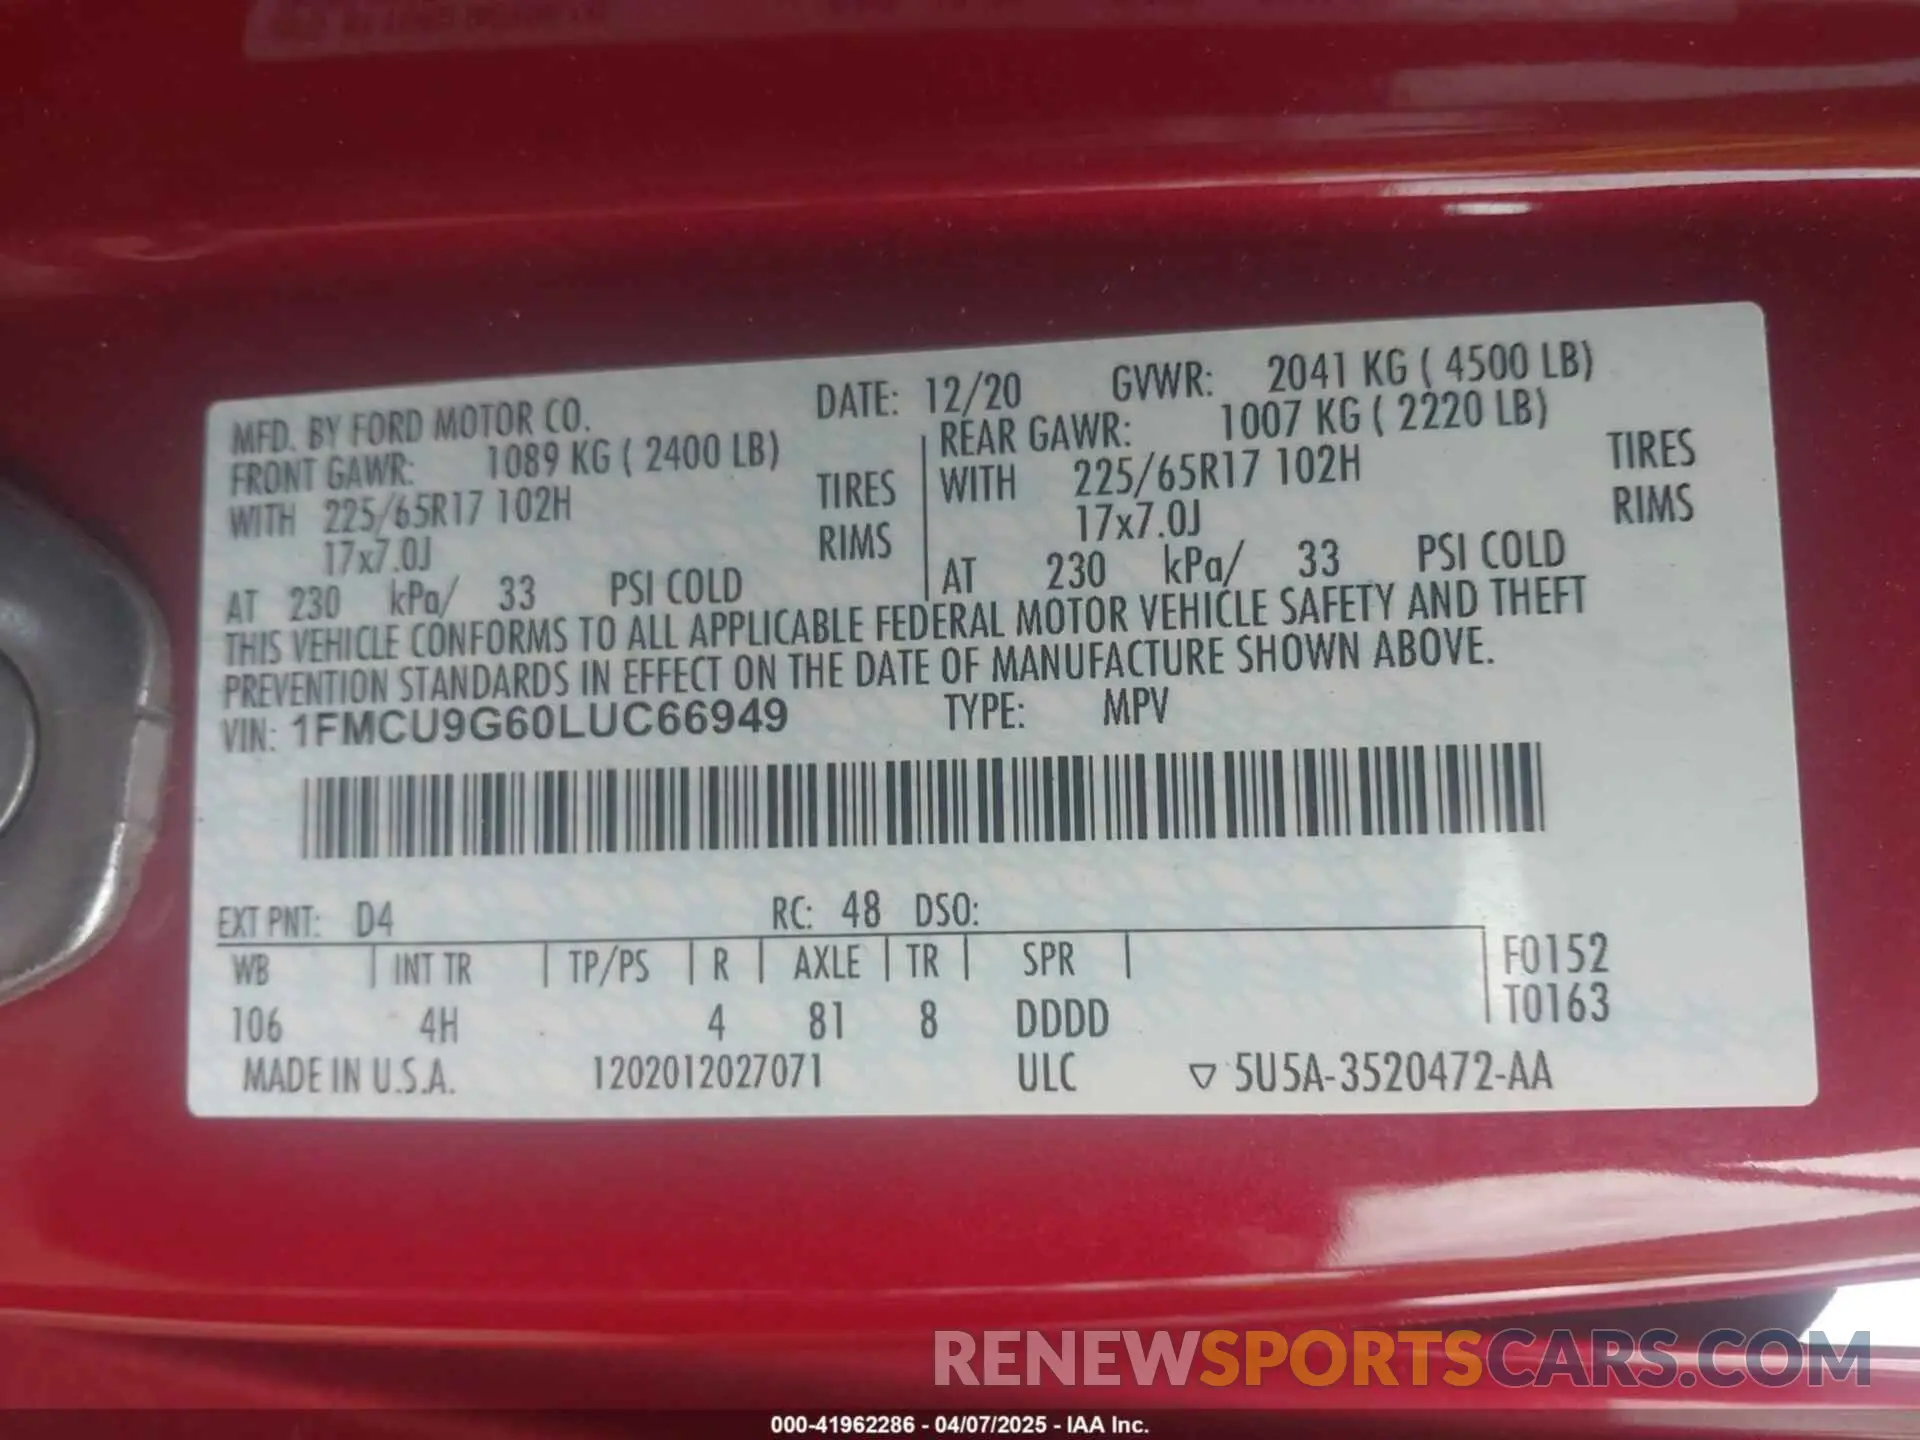 MFD. BY FORD MOTOR CO. DATE: 12/20 GVWR: 2041 KG ( 4500 LB)
FRONT GAWR: 1089 KG ( 2400 LB) REAR GAWR: 1007 KG ( 2220 LB)
WITH 225/65R17 102H TIRES WITH 225/65R17 102H TIRES
17x7.0J RIMS 17x7.0J RIMS
AT 230 kPa/ 33 PSI COLD AT 230 kPa/ 33 PSI COLD
THIS VEHICLE CONFORMS TO ALL APPLICABLE FEDERAL MOTOR VEHICLE SAFETY AND THEFT
PREVENTION STANDARDS IN EFFECT ON THE DATE OF MANUFACTURE SHOWN ABOVE.
VIN: 1FMCU9G60LUC66949 TYPE: MPV
EXT PNT: D4 RC: 48 DSO:
WB INT TR TP/PS R AXLE TR SPR F0152
106 4H 4 81 8 DDDD T0163
MADE IN U.S.A. 1202012027071 ULC ▽ 5U5A-3520472-AA
RENEWSPORTSCARS.COM
000-41962286 - 04/07/2025 - IAA Inc.